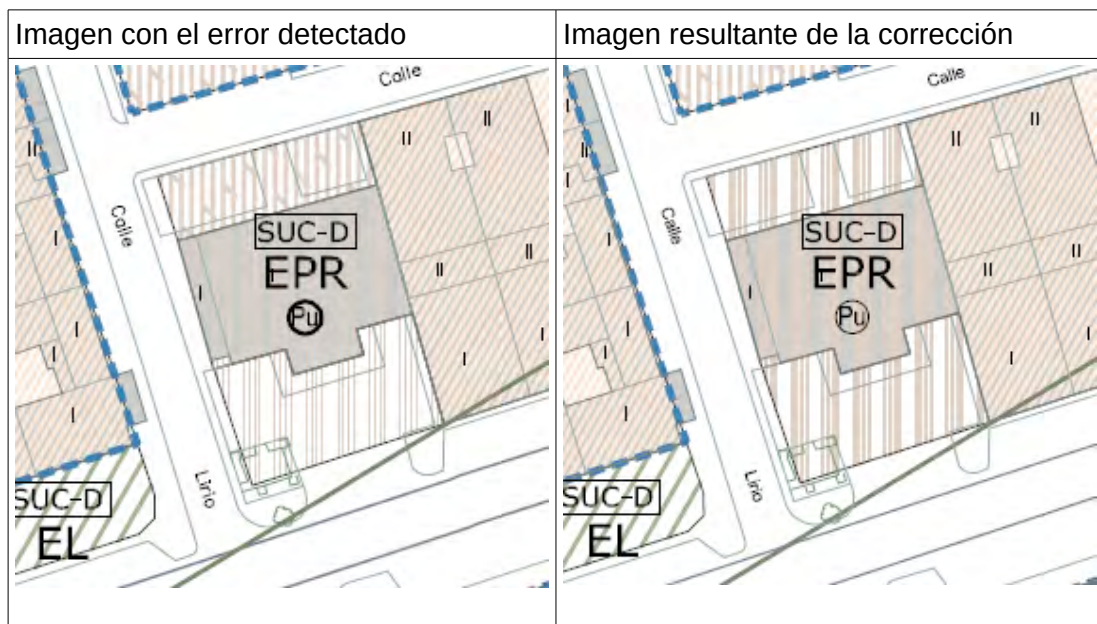 Imagen con el error detectado
Imagen resultante de la corrección
Calle
II
II
II
Calle
SUC-D
EPR
I
I
Pu
II
I
I
I
I
I
Lirio
SUC-D
EL
Calle
II
II
II
I
Calle
SUC-D
EPR
I
I
Pu
II
I
I
I
I
I
Lirio
SUC-D
EL